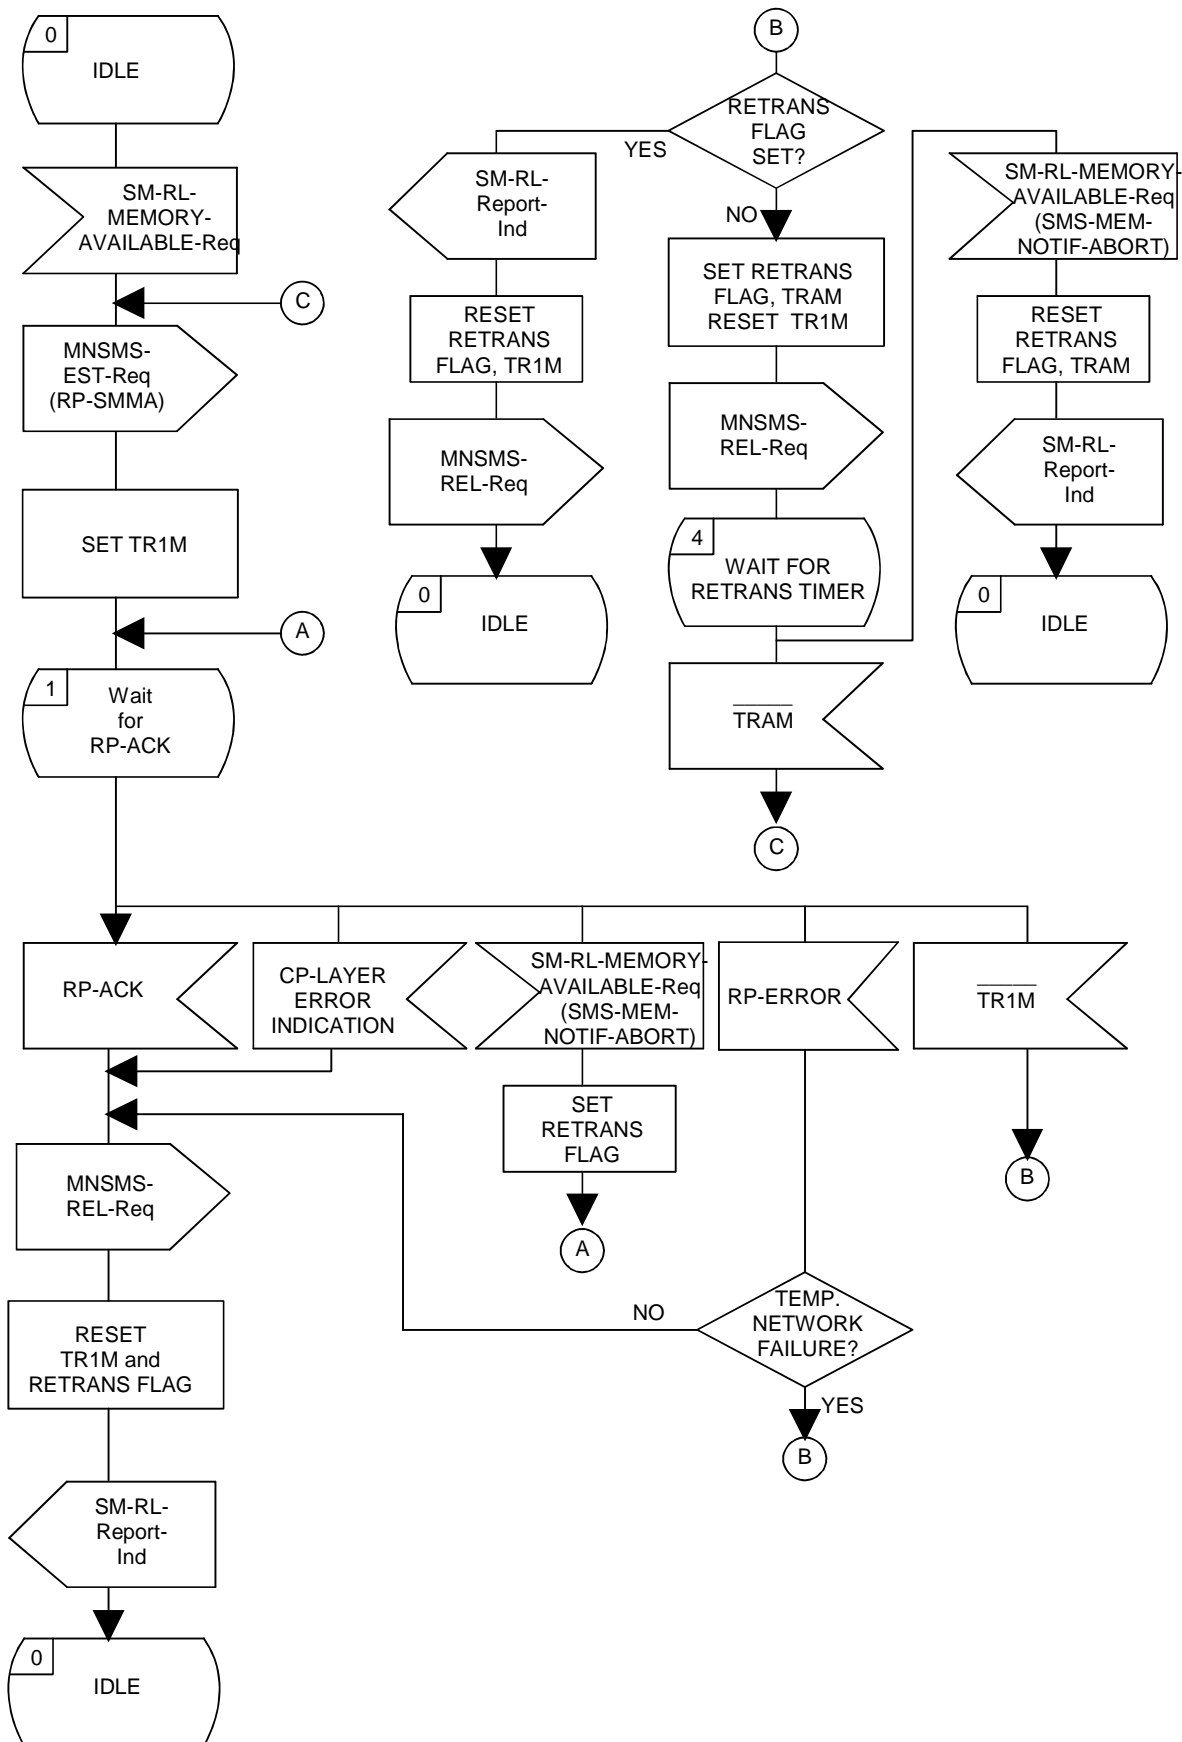 0
IDLE
SM-RL-
MEMORY-
AVAILABLE-Req
C
MNSMS-
EST-Req
(RP-SMMA)
SET TR1M
A
1
Wait
for
RP-ACK
B
RETRANS
FLAG
SET?
YES
NO
SM-RL-
Report-
Ind
RESET
RETRANS
FLAG, TR1M
MNSMS-
REL-Req
0
IDLE
SET RETRANS
FLAG, TRAM
RESET TR1M
MNSMS-
REL-Req
4
WAIT FOR
RETRANS TIMER
TRAM
C
SM-RL-MEMORY-
AVAILABLE-Req
(SMS-MEM-
NOTIF-ABORT)
RESET
RETRANS
FLAG, TRAM
SM-RL-
Report-
Ind
0
IDLE
RP-ACK
CP-LAYER
ERROR
INDICATION
SM-RL-MEMORY-
AVAILABLE-Req
(SMS-MEM-
NOTIF-ABORT)
RP-ERROR
TR1M
SET
RETRANS
FLAG
A
B
MNSMS-
REL-Req
TEMP.
NETWORK
FAILURE?
NO
YES
B
RESET
TR1M and
RETRANS FLAG
SM-RL-
Report-
Ind
0
IDLE